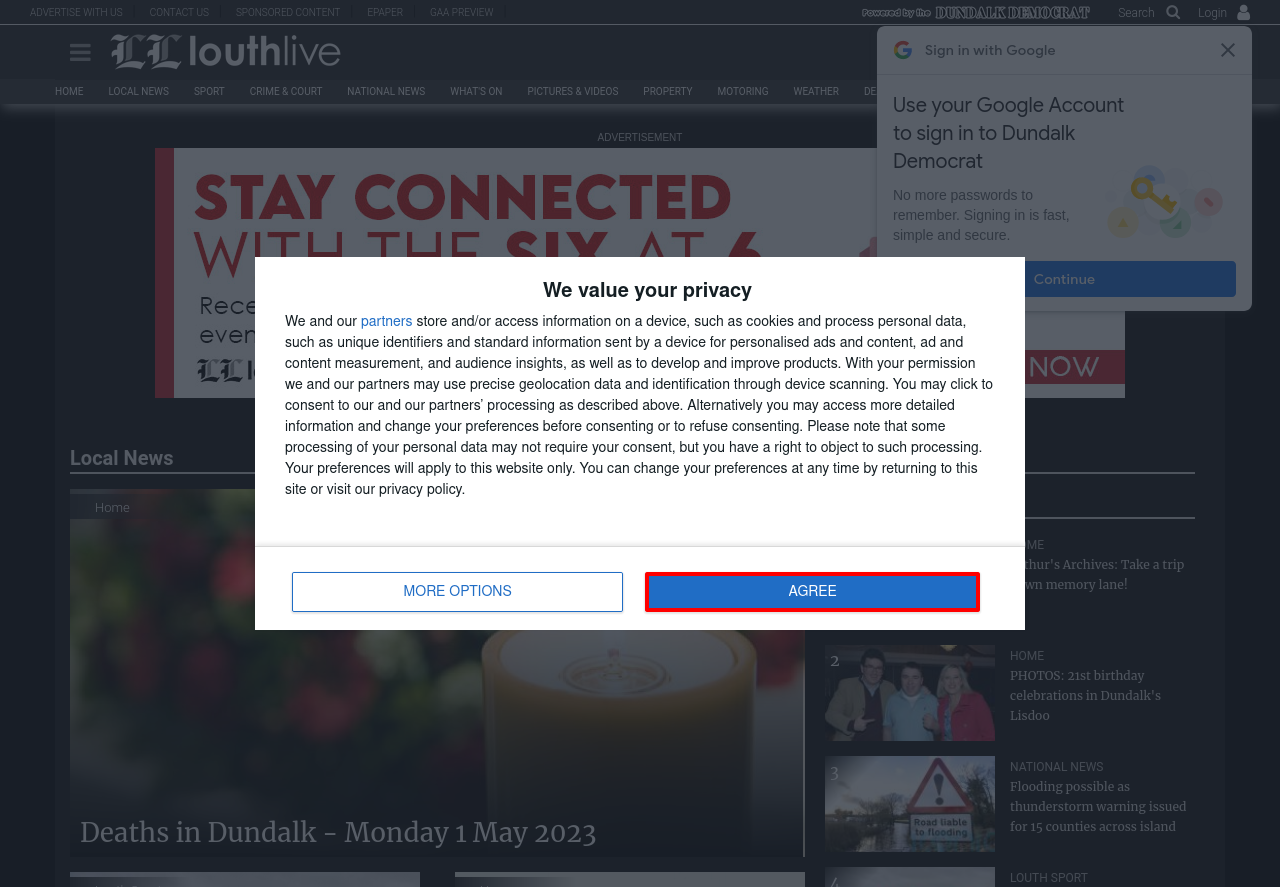 ADVERTISE WITH US
CONTACT US
SPONSORED CONTENT
EPAPER
GAA PREVIEW
Powered by the DUNDALK DEMOCRAT
Search
Login
LL louthlive
HOME
LOCAL NEWS
SPORT
CRIME & COURT
NATIONAL NEWS
WHAT'S ON
PICTURES & VIDEOS
PROPERTY
MOTORING
WEATHER
Sign in with Google
Use your Google Account
to sign in to Dundalk
Democrat
No more passwords to
remember. Signing in is fast,
simple and secure.
Continue
ADVERTISEMENT
STAY CONNECTED
WITH THE SIX AT 6
NOW
We value your privacy
We and our partners store and/or access information on a device, such as cookies and process personal data,
such as unique identifiers and standard information sent by a device for personalised ads and content, ad and
content measurement, and audience insights, as well as to develop and improve products. With your permission
we and our partners may use precise geolocation data and identification through device scanning. You may click to
consent to our and our partners’ processing as described above. Alternatively you may access more detailed
information and change your preferences before consenting or to refuse consenting. Please note that some
processing of your personal data may not require your consent, but you have a right to object to such processing.
Your preferences will apply to this website only. You can change your preferences at any time by returning to this
site or visit our privacy policy.
MORE OPTIONS
AGREE
Local News
Home
Deaths in Dundalk - Monday 1 May 2023
Archives: Take a trip
memory lane!
2
HOME
PHOTOS: 21st birthday
celebrations in Dundalk's
Lisdoo
3
Road liable
to flooding
NATIONAL NEWS
Flooding possible as
thunderstorm warning issued
for 15 counties across island
4
LOUTH SPORT